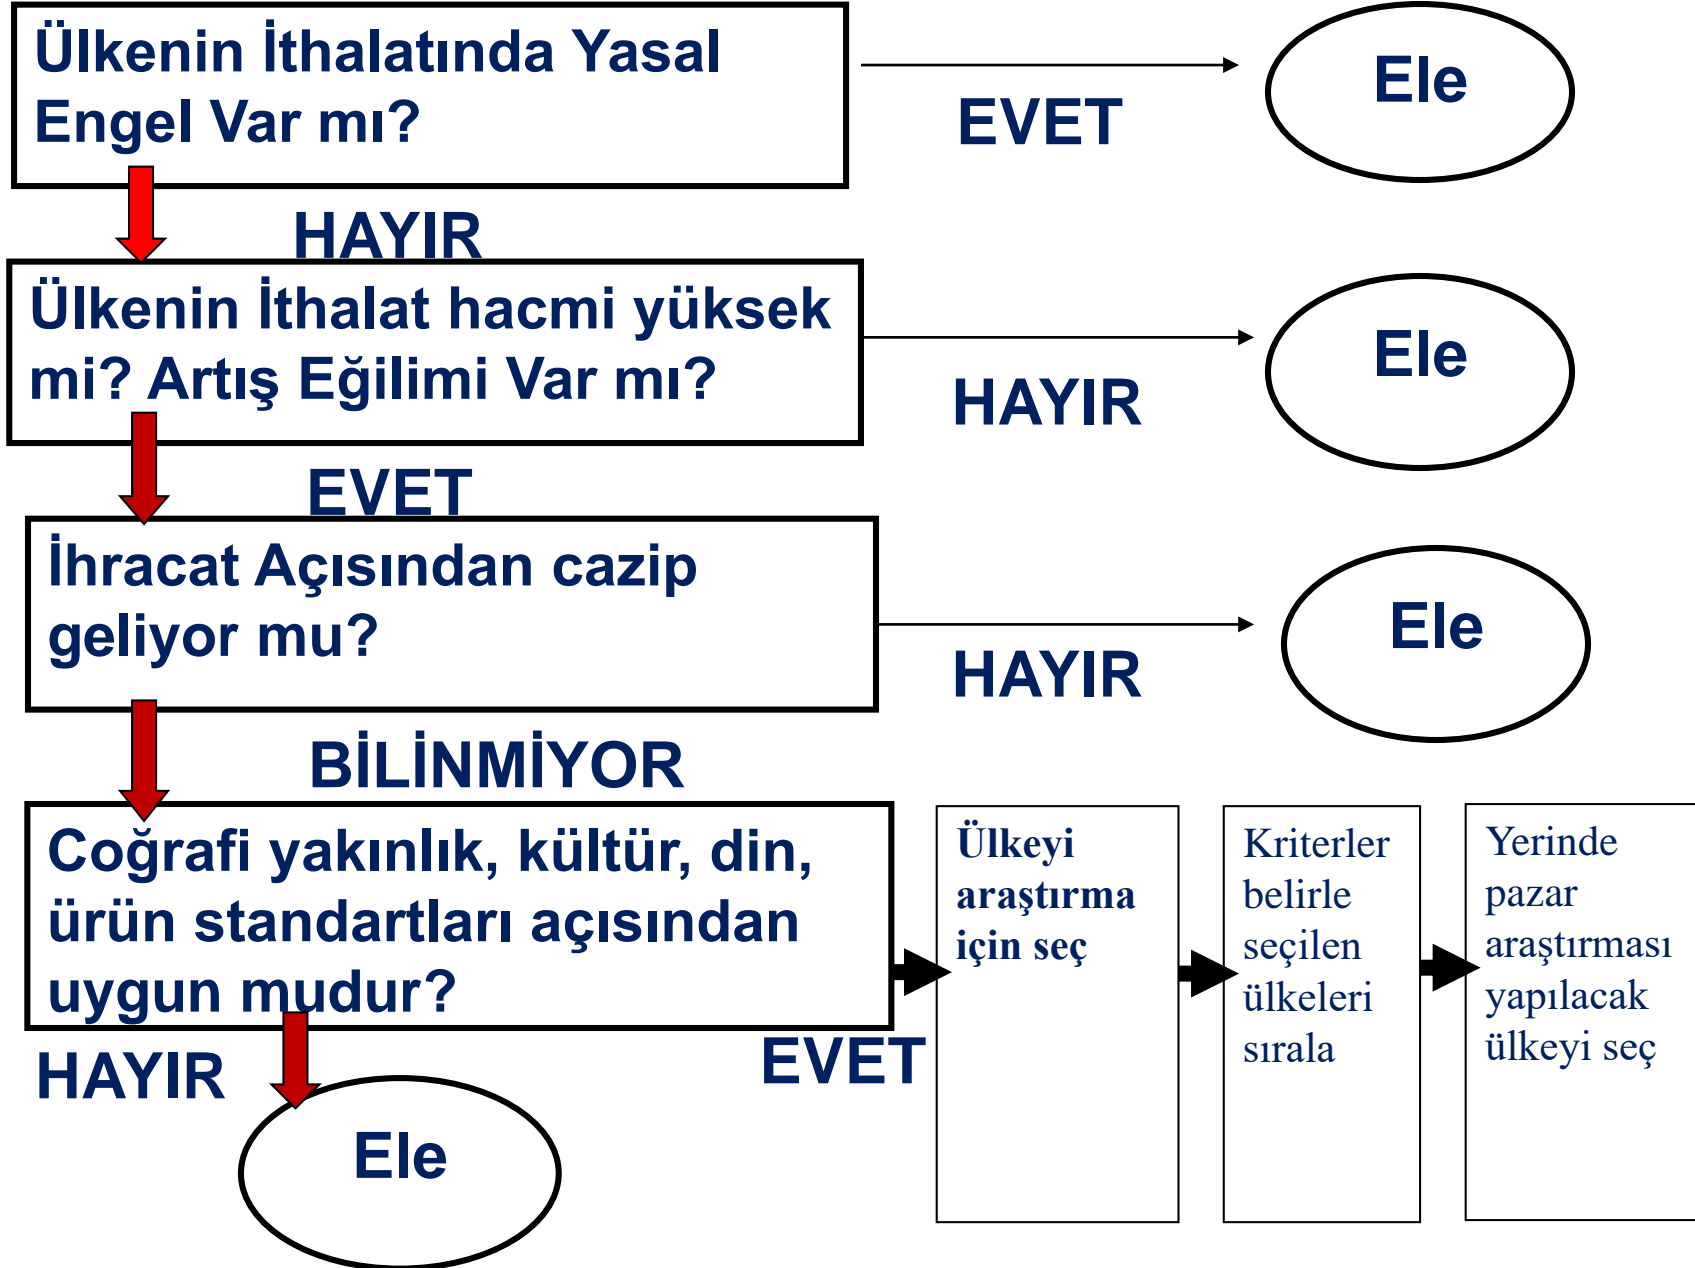 Ülkenin İthalatında Yasal
Engel Var mı?
EVET
Ele
HAYIR
Ülkenin İthalat hacmi yüksek
mi? Artış Eğilimi Var mı?
HAYIR
Ele
EVET
İhracat Açısından cazip
geliyor mu?
HAYIR
Ele
BİLİNMİYOR
Coğrafi yakınlık, kültür, din,
ürün standartları açısından
uygun mudur?
EVET
Ülkeyi
araştırma
için seç
Kriterler
belirle
seçilen
ülkeleri
sırala
Yerinde
pazar
araştırması
yapılacak
ülkeyi seç
HAYIR
Ele